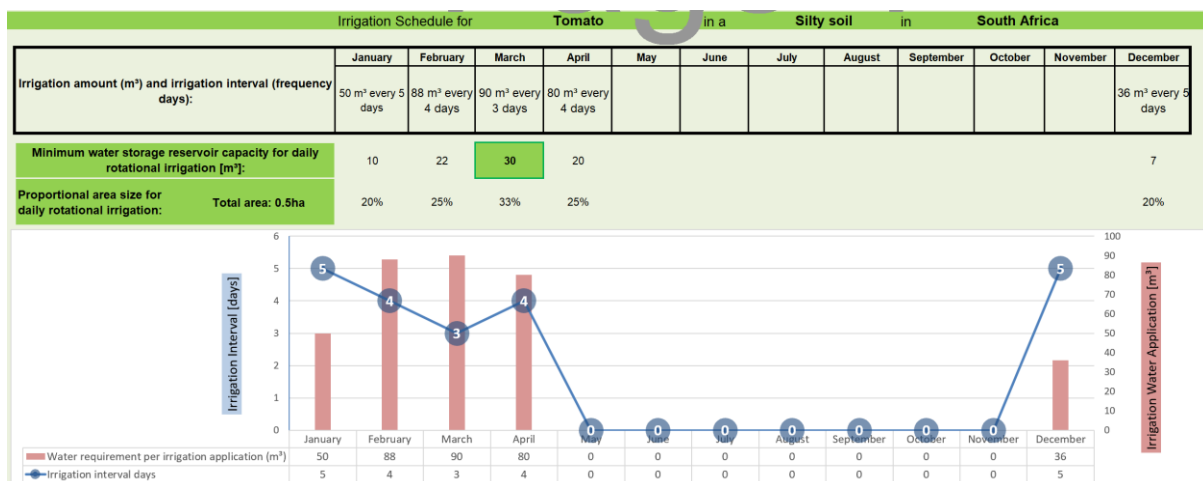 Irrigation Schedule for Tomato in a Silty soil in South Africa
January February March April May June July August September October November December
Irrigation amount (m³) and irrigation interval (frequency days):
50 m³ every 5 days 88 m³ every 4 days 90 m³ every 3 days 80 m³ every 4 days 36 m³ every 5 days
Minimum water storage reservoir capacity for daily rotational irrigation [m³]: 10 22 30 20 7
Proportional area size for daily rotational irrigation: Total area: 0.5ha 20% 25% 33% 25% 20%
Irrigation Interval [days]
6
5
4
3
2
1
0
5 4 3 4 0 0 0 0 0 0 0 5
100
90
80
70
60
50
40
30
20
10
0
Irrigation Water Application [m³]
January February March April May June July August September October November December
Water requirement per irrigation application (m³) 50 88 90 80 0 0 0 0 0 0 0 36
Irrigation interval days 5 4 3 4 0 0 0 0 0 0 0 5